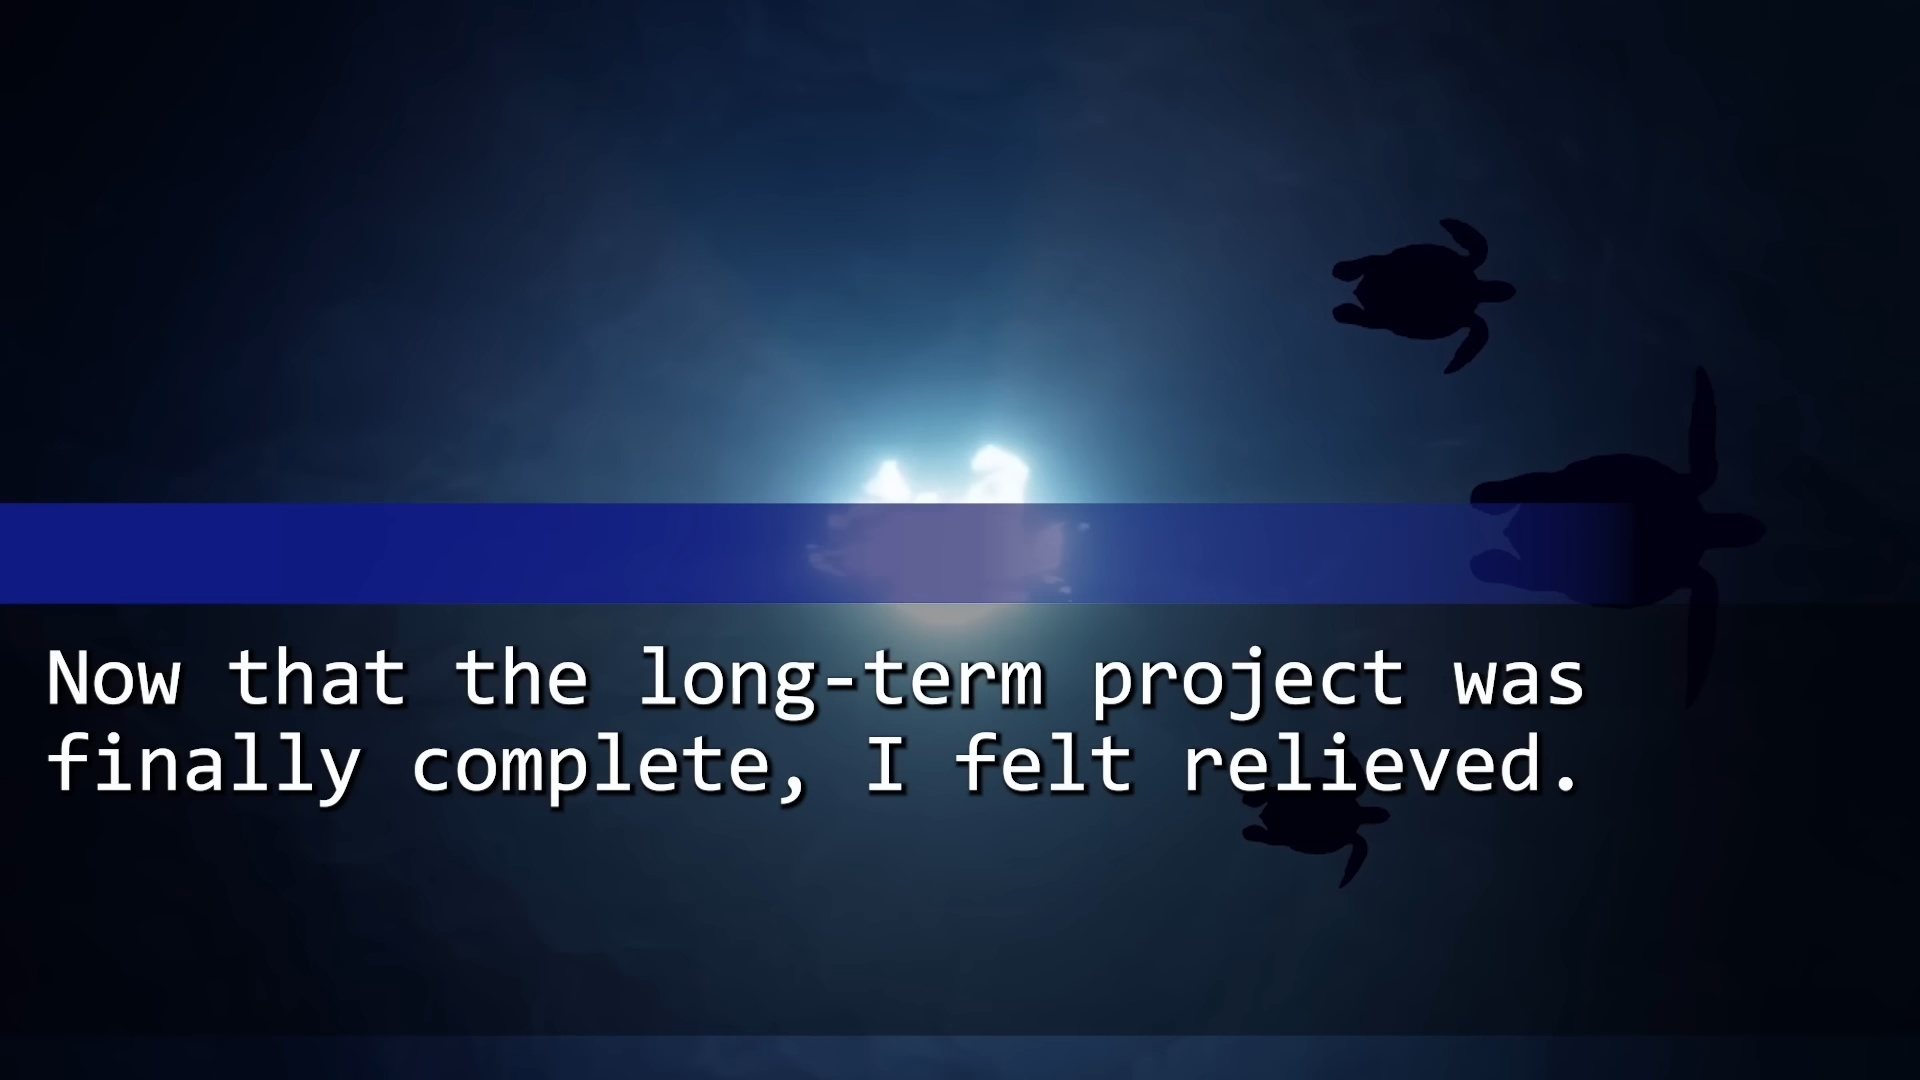 Now that the long-term project was
finally complete, I felt relieved.